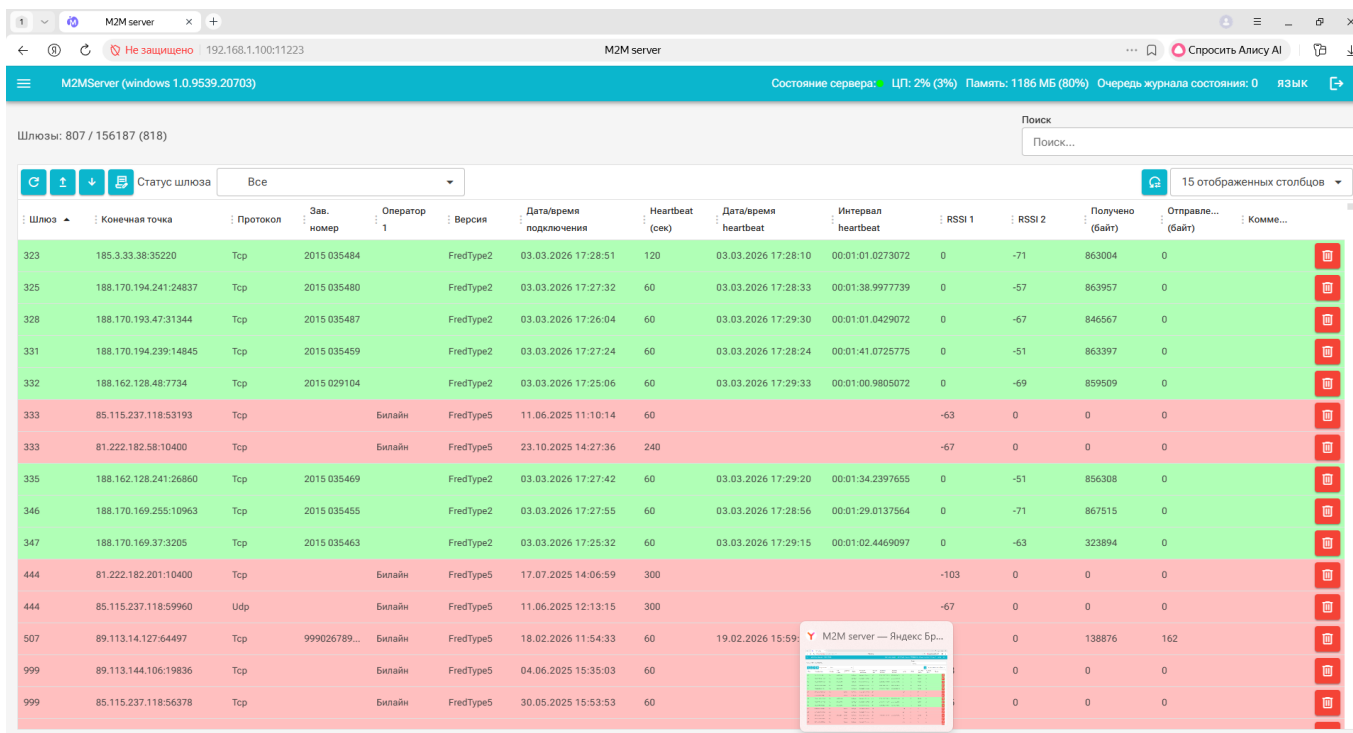 1 M2M server
Не защищено 192.168.1.100:11223 M2M server Спросить Алису AI
M2MServer (windows 1.0.9539.20703) Состояние сервера: ЦП: 2% (3%) Память: 1186 МБ (80%) Очередь журнала состояния: 0 ЯЗЫК
Шлюзы: 807 / 156187 (818)
Поиск
Поиск...
Статус шлюза Все 15 отображенных столбцов
Шлюз Конечная точка Протокол Зав. номер Оператор 1 Версия Дата/время подключения Heartbeat (сек) Дата/время heartbeat Интервал heartbeat RSSI 1 RSSI 2 Получено (байт) Отправле... (байт) Комме...
323 185.3.33.38:35220 Tcp 2015 035484 FredType2 03.03.2026 17:28:51 120 03.03.2026 17:28:10 00:01:01.0273072 0 -71 863004 0
325 188.170.194.241:24837 Tcp 2015 035480 FredType2 03.03.2026 17:27:32 60 03.03.2026 17:28:33 00:01:38.9977739 0 -57 863957 0
328 188.170.193.47:31344 Tcp 2015 035487 FredType2 03.03.2026 17:26:04 60 03.03.2026 17:29:30 00:01:01.0429072 0 -67 846567 0
331 188.170.194.239:14845 Tcp 2015 035459 FredType2 03.03.2026 17:27:24 60 03.03.2026 17:28:24 00:01:41.0725775 0 -51 863397 0
332 188.162.128.48:7734 Tcp 2015 029104 FredType2 03.03.2026 17:25:06 60 03.03.2026 17:29:33 00:01:00.9805072 0 -69 859509 0
333 85.115.237.118:53193 Tcp Билайн FredType5 11.06.2025 11:10:14 60 -63 0 0 0
333 81.222.182.58:10400 Tcp Билайн FredType5 23.10.2025 14:27:36 240 -67 0 0 0
335 188.162.128.241:26860 Tcp 2015 035469 FredType2 03.03.2026 17:27:42 60 03.03.2026 17:29:20 00:01:34.2397655 0 -51 856308 0
346 188.170.169.255:10963 Tcp 2015 035455 FredType2 03.03.2026 17:27:55 60 03.03.2026 17:28:56 00:01:29.0137564 0 -71 867515 0
347 188.170.169.37:3205 Tcp 2015 035463 FredType2 03.03.2026 17:25:32 60 03.03.2026 17:29:15 00:01:02.4469097 0 -63 323894 0
444 81.222.182.201:10400 Tcp Билайн FredType5 17.07.2025 14:06:59 300 -103 0 0 0
444 85.115.237.118:59960 Udp Билайн FredType5 11.06.2025 12:13:15 300 -67 0 0 0
507 89.113.14.127:64497 Tcp 999026789... Билайн FredType5 18.02.2026 11:54:33 60 19.02.2026 15:59: 0 138876 162
M2M server — Яндекс Бр...
999 89.113.144.106:19836 Tcp Билайн FredType5 04.06.2025 15:35:03 60 0 0 0
999 85.115.237.118:56378 Tcp Билайн FredType5 30.05.2025 15:53:53 60 0 0 0